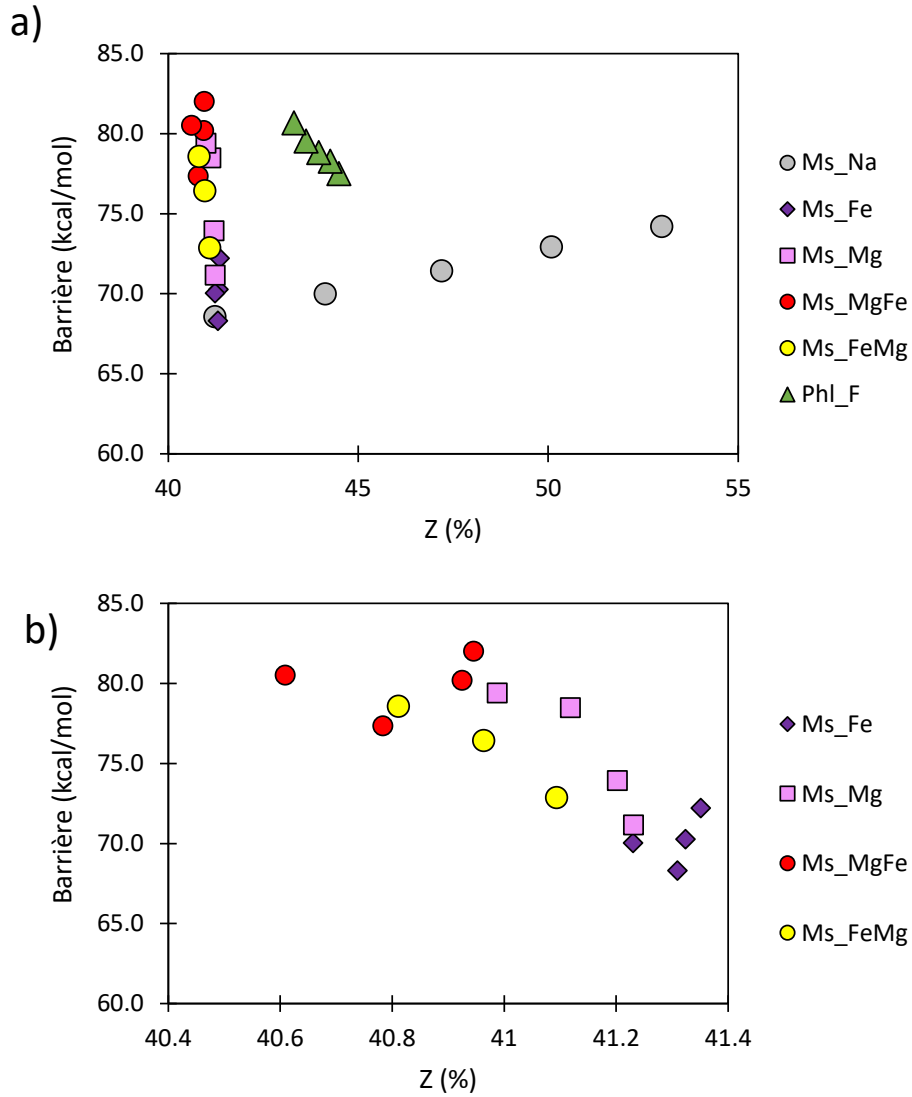 a)
85.0
80.0
75.0
70.0
65.0
60.0
Barrière (kcal/mol)
40
45
50
55
Z (%)
Ms_Na
Ms_Fe
Ms_Mg
Ms_MgFe
Ms_FeMg
Phl_F
b)
85.0
80.0
75.0
70.0
65.0
60.0
Barrière (kcal/mol)
40.4
40.6
40.8
41
41.2
41.4
Z (%)
Ms_Fe
Ms_Mg
Ms_MgFe
Ms_FeMg